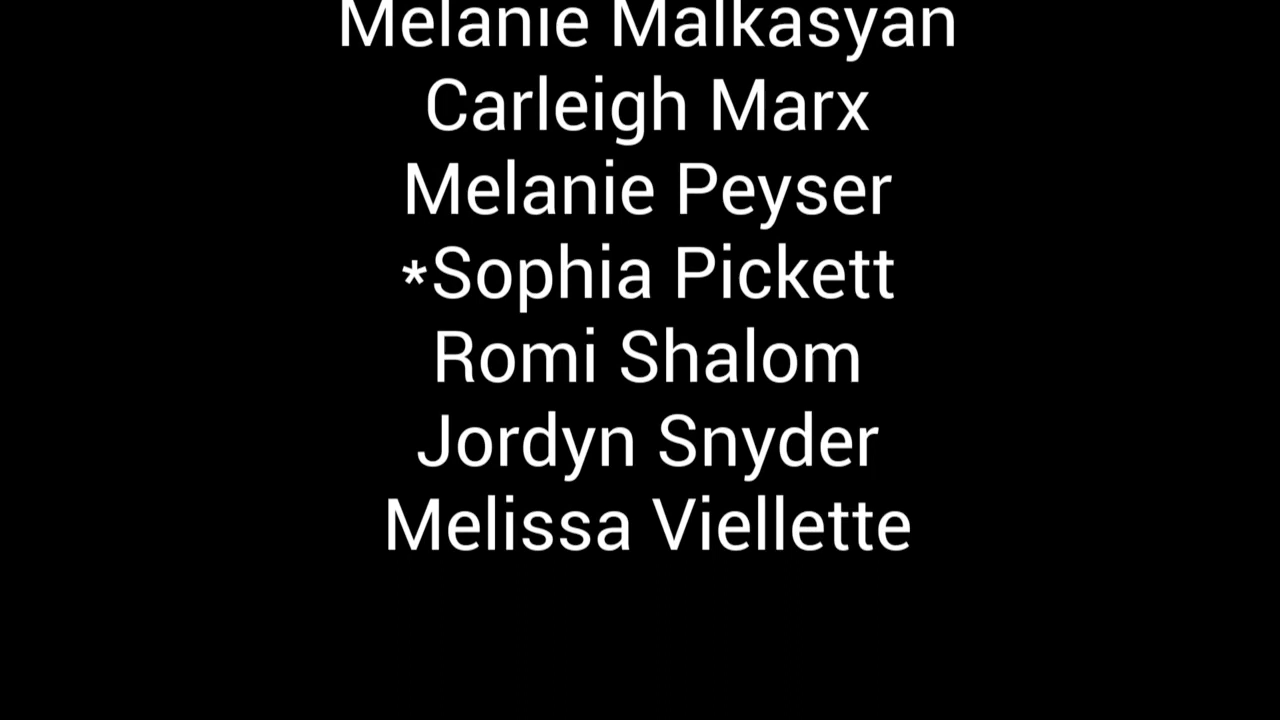 Melanie Malkasyan
Carleigh Marx
Melanie Peyser
*Sophia Pickett
Romi Shalom
Jordyn Snyder
Melissa Viellette